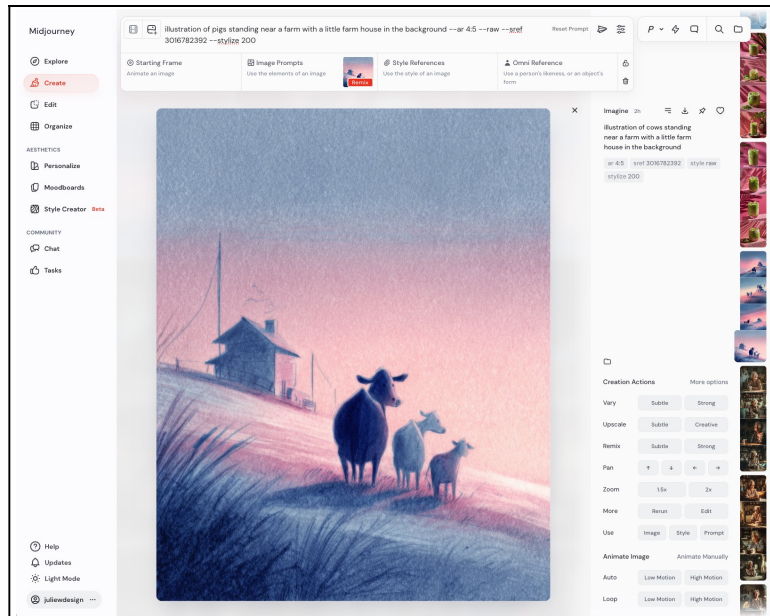 Midjourney
Explore
Create
Edit
Organize
AESTHETICS
Personalize
Moodboards
Style Creator Beta
COMMUNITY
Chat
Tasks
Help
Updates
Light Mode
juliewdesign
illustration of pigs standing near a farm with a little farm house in the background --ar 4:5 --raw --sref
3016782392 --stylize 200
Reset Prompt
P
Starting Frame
Animate an image
Image Prompts
Use the elements of an image
Remix
Style References
Use the style of an image
Omni Reference
Use a person's likeness, or an object's
form
Imagine 2h
illustration of cows standing
near a farm with a little farm
house in the background
ar 4:5 sref 3016782392 style raw
stylize 200
Creation Actions More options
Vary Subtle Strong
Upscale Subtle Creative
Remix Subtle Strong
Pan
Zoom 1.5x 2x
More Rerun Edit
Use Image Style Prompt
Animate Image Animate Manually
Auto Low Motion High Motion
Loop Low Motion High Motion